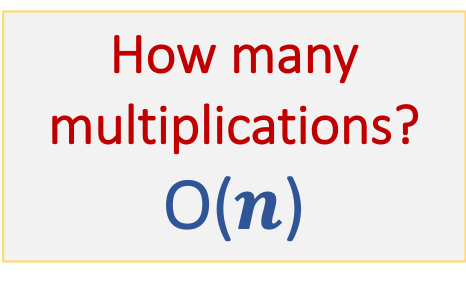 How many
multiplications?
O(n)